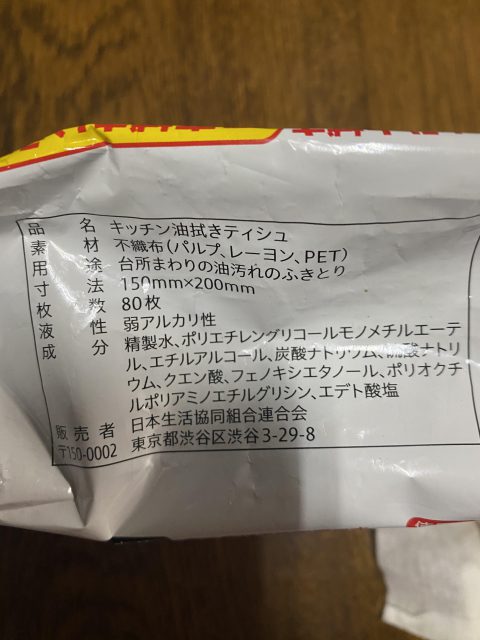 品名 キッチン油拭きティシュ
素材 不織布(パルプ、レーヨン、PET)
用途 台所まわりの油汚れのふきとり
寸法 150mm×200mm
枚数 80枚
液性 弱アルカリ性
成分 精製水、ポリエチレングリコールモノメチルエーテ
ル、エチルアルコール、炭酸ナトリウム、硫酸ナトリ
ウム、クエン酸、フェノキシエタノール、ポリオクチ
ルポリアミノエチルグリシン、エデト酸塩
販売者 日本生活協同組合連合会
〒150-0002 東京都渋谷区渋谷3-29-8